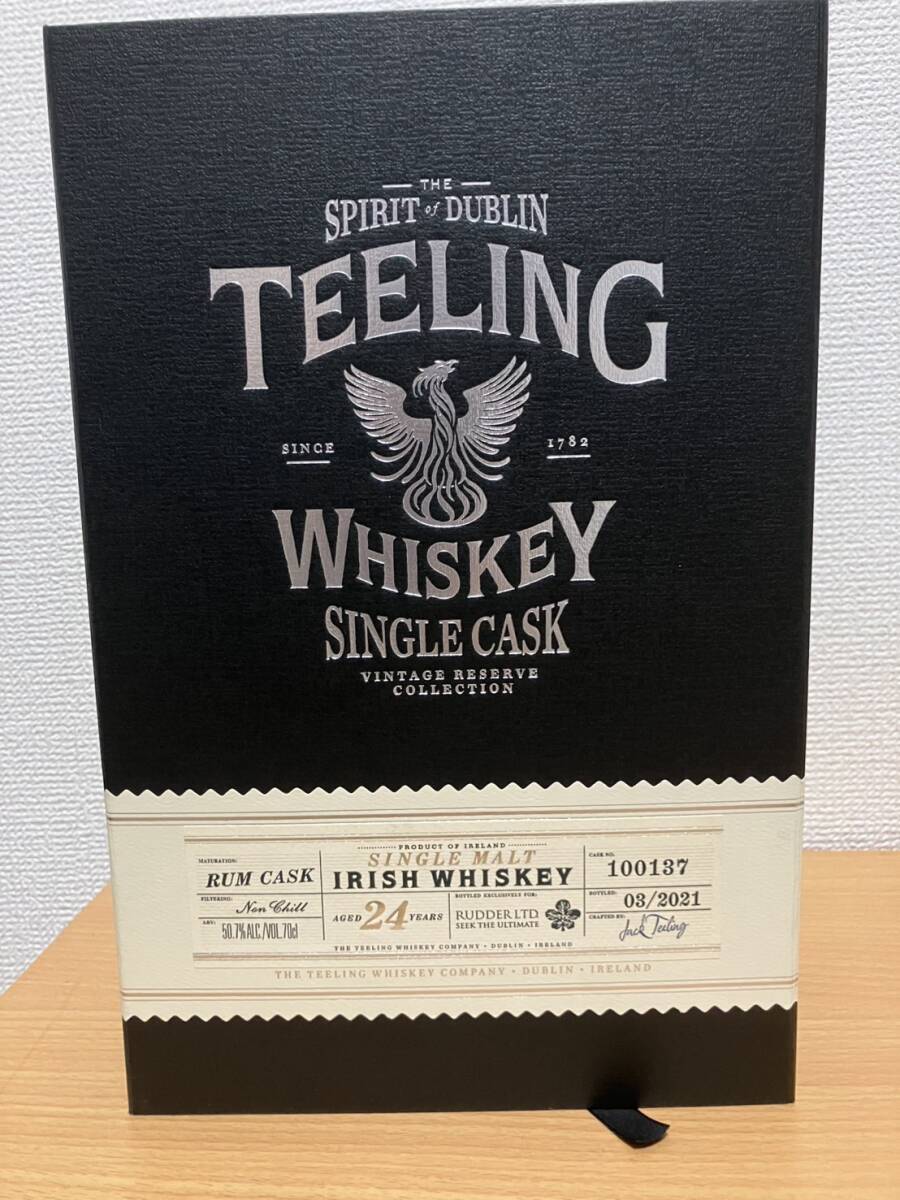 THE
SPIRIT of DUBLIN
TEELING
SINCE 1782
WHISKEY
SINGLE CASK
VINTAGE RESERVE
COLLECTION
PRODUCT OF IRELAND
SINGLE MALT
IRISH WHISKEY
MATURATION:
RUM CASK
FILTERING:
Non Chill
ABV:
50.7% ALC./VOL.70cl
AGED 24 YEARS
BOTTLED EXCLUSIVELY FOR:
RUDDER LTD.
SEEK THE ULTIMATE
CASK NO.
100137
BOTTLED:
03/2021
CRAFTED BY:
Jack Teeling
THE TEELING WHISKEY COMPANY • DUBLIN • IRELAND
THE TEELING WHISKEY COMPANY • DUBLIN • IRELAND